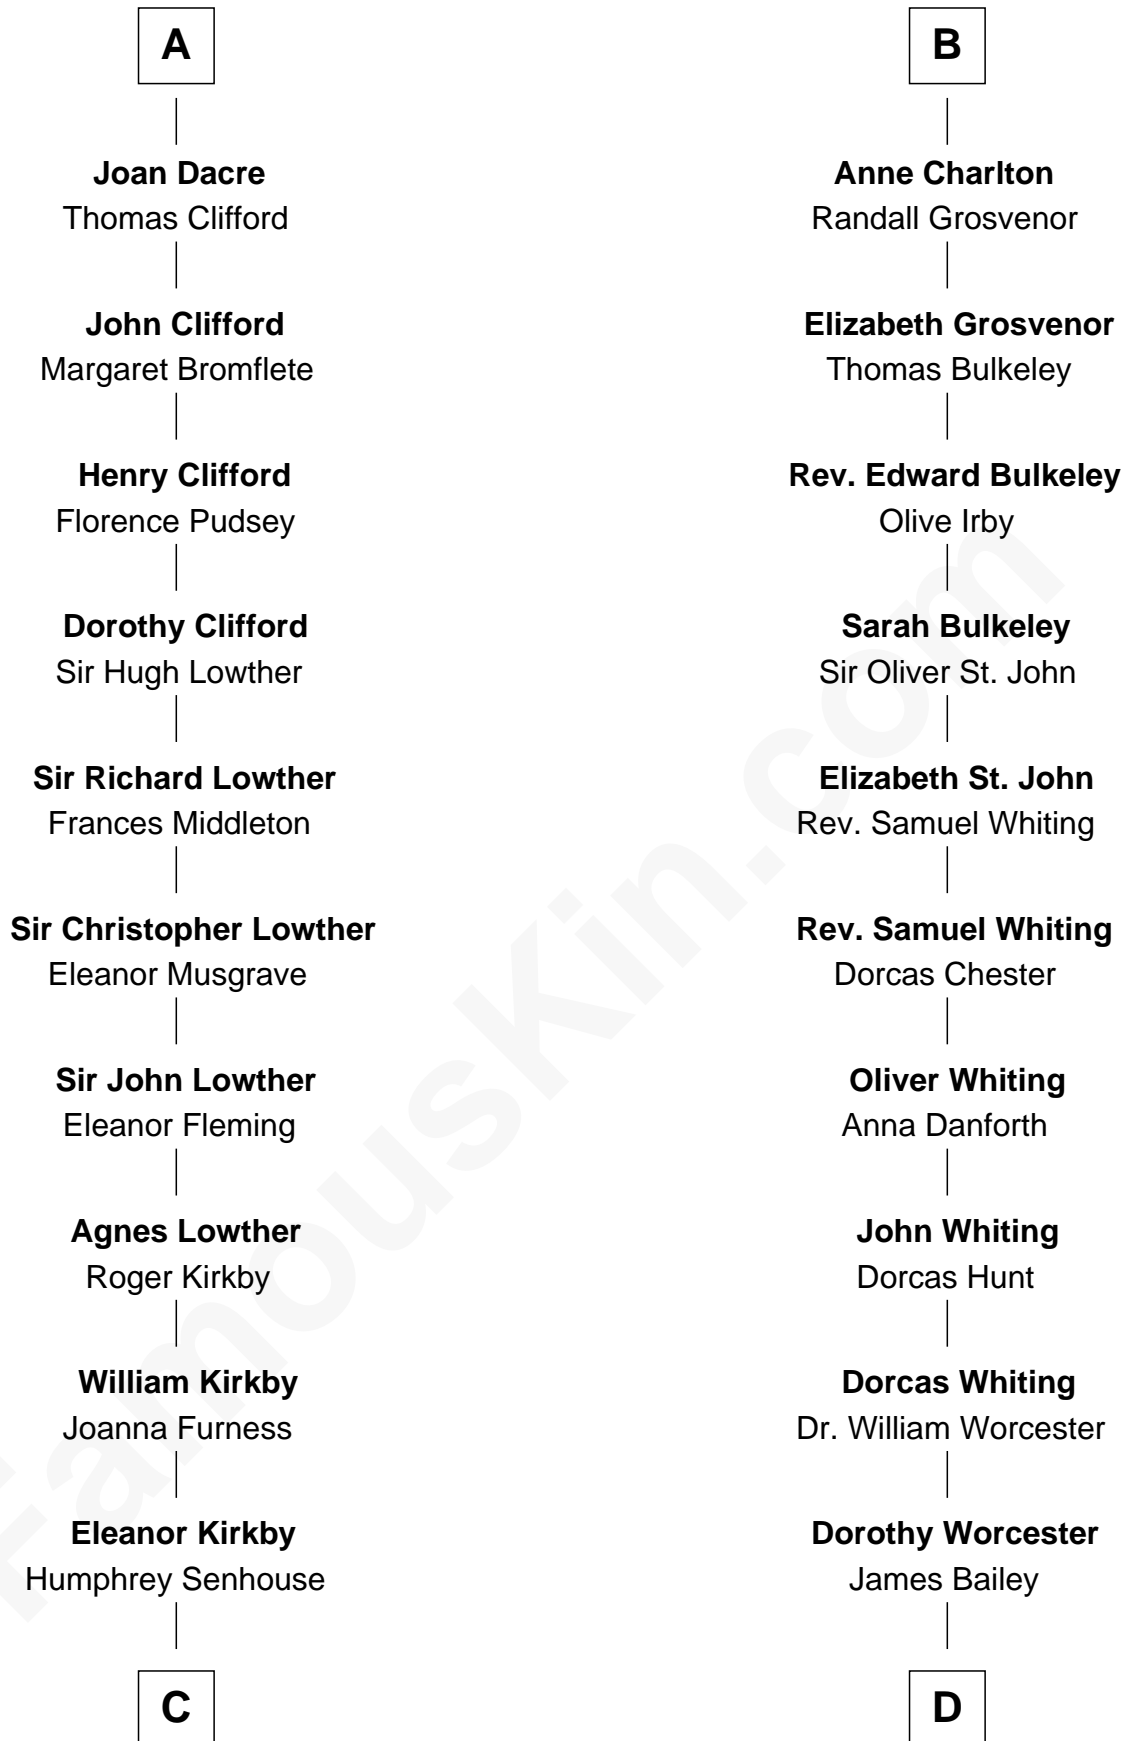 A
Joan Dacre
Thomas Clifford
John Clifford
Margaret Bromflete
Henry Clifford
Florence Pudsey
Dorothy Clifford
Sir Hugh Lowther
Sir Richard Lowther
Frances Middleton
Sir Christopher Lowther
Eleanor Musgrave
Sir John Lowther
Eleanor Fleming
Agnes Lowther
Roger Kirkby
William Kirkby
Joanna Furness
Eleanor Kirkby
Humphrey Senhouse
C
B
Anne Charlton
Randall Grosvenor
Elizabeth Grosvenor
Thomas Bulkeley
Rev. Edward Bulkeley
Olive Irby
Sarah Bulkeley
Sir Oliver St. John
Elizabeth St. John
Rev. Samuel Whiting
Rev. Samuel Whiting
Dorcas Chester
Oliver Whiting
Anna Danforth
John Whiting
Dorcas Hunt
Dorcas Whiting
Dr. William Worcester
Dorothy Worcester
James Bailey
D
FamousKin.com